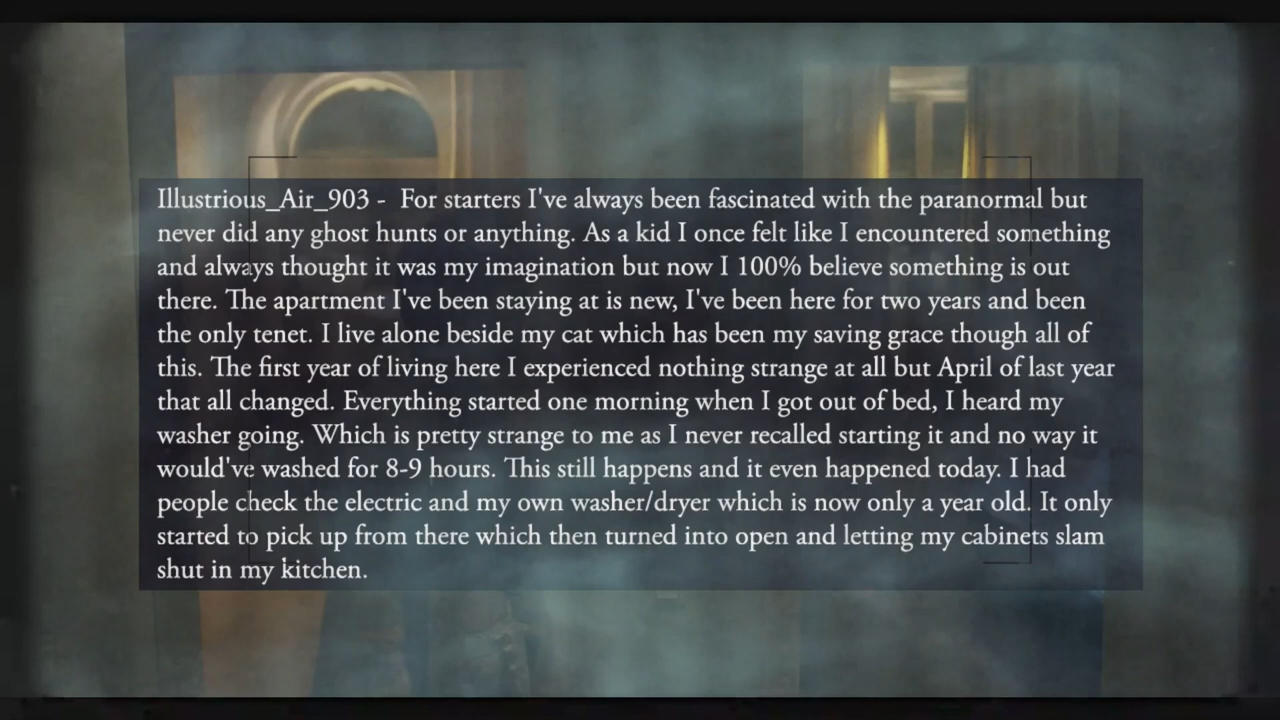 Illustrious_Air_903 -  For starters I've always been fascinated with the paranormal but
never did any ghost hunts or anything. As a kid I once felt like I encountered something
and always thought it was my imagination but now I 100% believe something is out
there. The apartment I've been staying at is new, I've been here for two years and been
the only tenet. I live alone beside my cat which has been my saving grace though all of
this. The first year of living here I experienced nothing strange at all but April of last year
that all changed. Everything started one morning when I got out of bed, I heard my
washer going. Which is pretty strange to me as I never recalled starting it and no way it
would've washed for 8-9 hours. This still happens and it even happened today. I had
people check the electric and my own washer/dryer which is now only a year old. It only
started to pick up from there which then turned into open and letting my cabinets slam
shut in my kitchen.